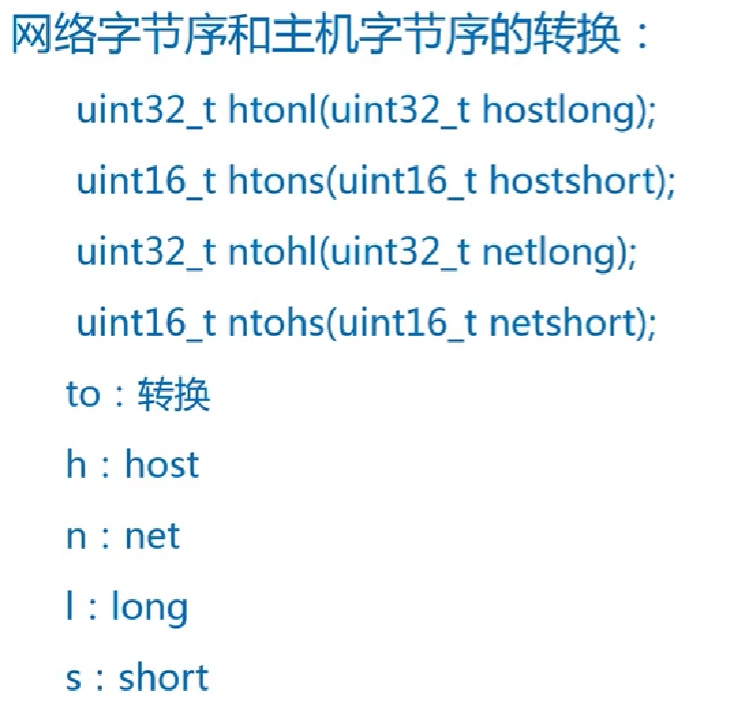 网络字节序和主机字节序的转换：
uint32_t htonl(uint32_t hostlong);
uint16_t htons(uint16_t hostshort);
uint32_t ntohl(uint32_t netlong);
uint16_t ntohs(uint16_t netshort);
to：转换
h：host
n：net
l：long
s：short